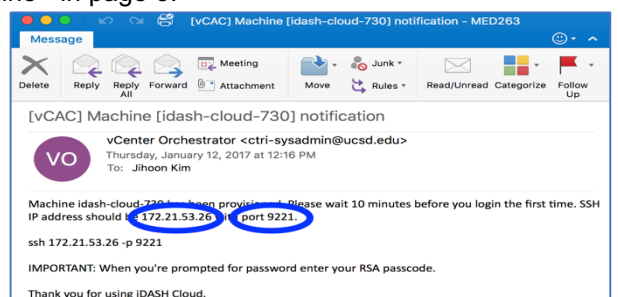 in page 3.
[vCAC] Machine [idash-cloud-730] notification - MED263
Message
Meeting
Junk
Delete
Reply
Reply All
Forward
Attachment
Move
Rules
Read/Unread
Categorize
Follow Up
[vCAC] Machine [idash-cloud-730] notification
VO
vCenter Orchestrator <ctri-sysadmin@ucsd.edu>
Thursday, January 12, 2017 at 12:16 PM
To: Jihoon Kim
Machine idash-cloud-730 has been provisioned. Please wait 10 minutes before you login the first time. SSH
IP address should be 172.21.53.26 with port 9221.
ssh 172.21.53.26 -p 9221
IMPORTANT: When you're prompted for password enter your RSA passcode.
Thank you for using iDASH Cloud.